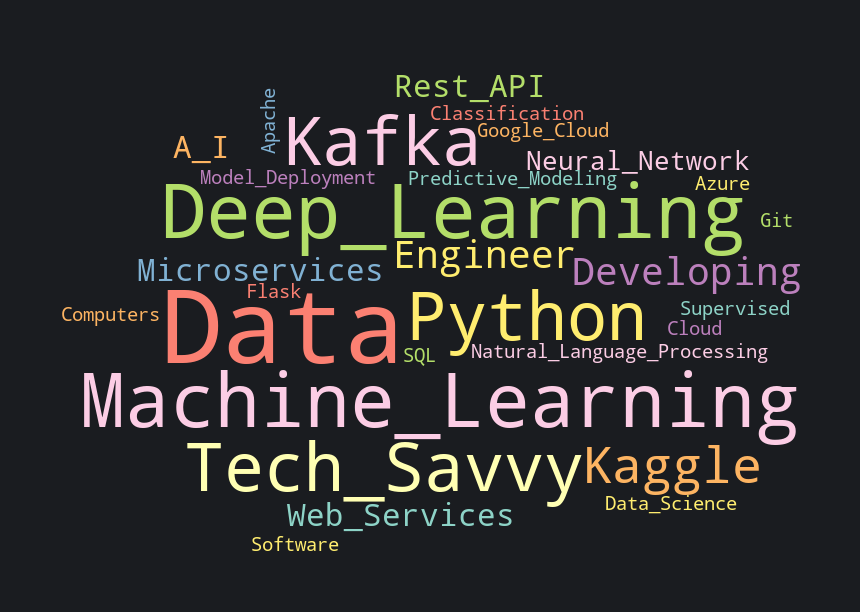 Rest_API
Apache
Classification
Kafka
Google_Cloud
A_I
Neural_Network
Model_Deployment
Predictive_Modeling
Azure
Deep_Learning
Git
Engineer
Microservices
Developing
Flask
Computers
Data
Python
Supervised
Cloud
SQL
Natural_Language_Processing
Machine_Learning
Tech_Savvy
Kaggle
Data_Science
Web_Services
Software